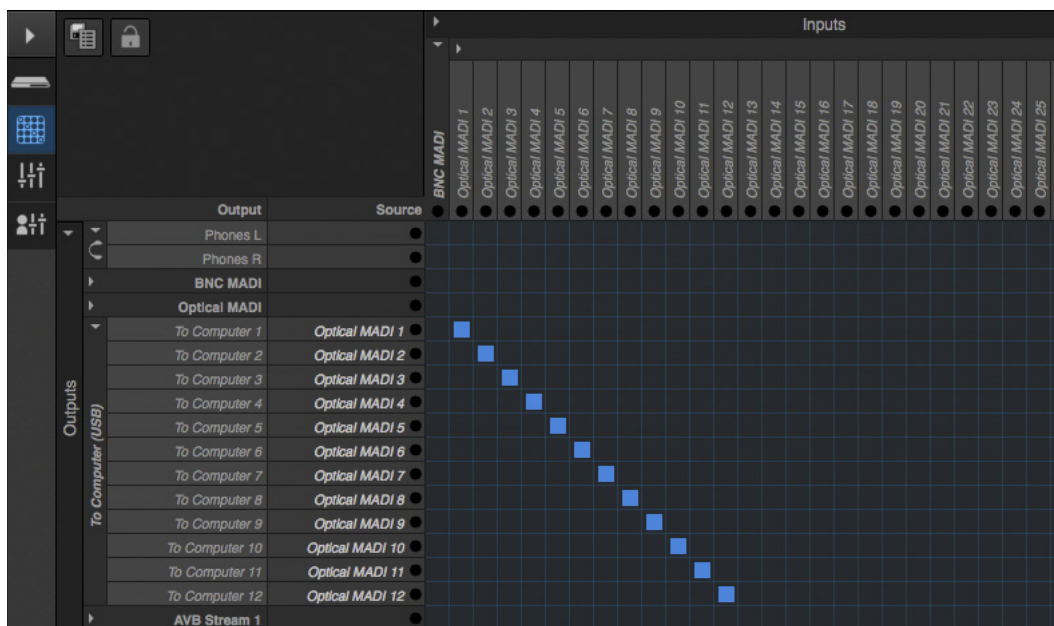 Inputs
BNC MADI
Optical MADI 1
Optical MADI 2
Optical MADI 3
Optical MADI 4
Optical MADI 5
Optical MADI 6
Optical MADI 7
Optical MADI 8
Optical MADI 9
Optical MADI 10
Optical MADI 11
Optical MADI 12
Optical MADI 13
Optical MADI 14
Optical MADI 15
Optical MADI 16
Optical MADI 17
Optical MADI 18
Optical MADI 19
Optical MADI 20
Optical MADI 21
Optical MADI 22
Optical MADI 23
Optical MADI 24
Optical MADI 25
Output Source
Outputs
Phones L
Phones R
BNC MADI
Optical MADI
To Computer (USB)
To Computer 1 Optical MADI 1
To Computer 2 Optical MADI 2
To Computer 3 Optical MADI 3
To Computer 4 Optical MADI 4
To Computer 5 Optical MADI 5
To Computer 6 Optical MADI 6
To Computer 7 Optical MADI 7
To Computer 8 Optical MADI 8
To Computer 9 Optical MADI 9
To Computer 10 Optical MADI 10
To Computer 11 Optical MADI 11
To Computer 12 Optical MADI 12
AVB Stream 1